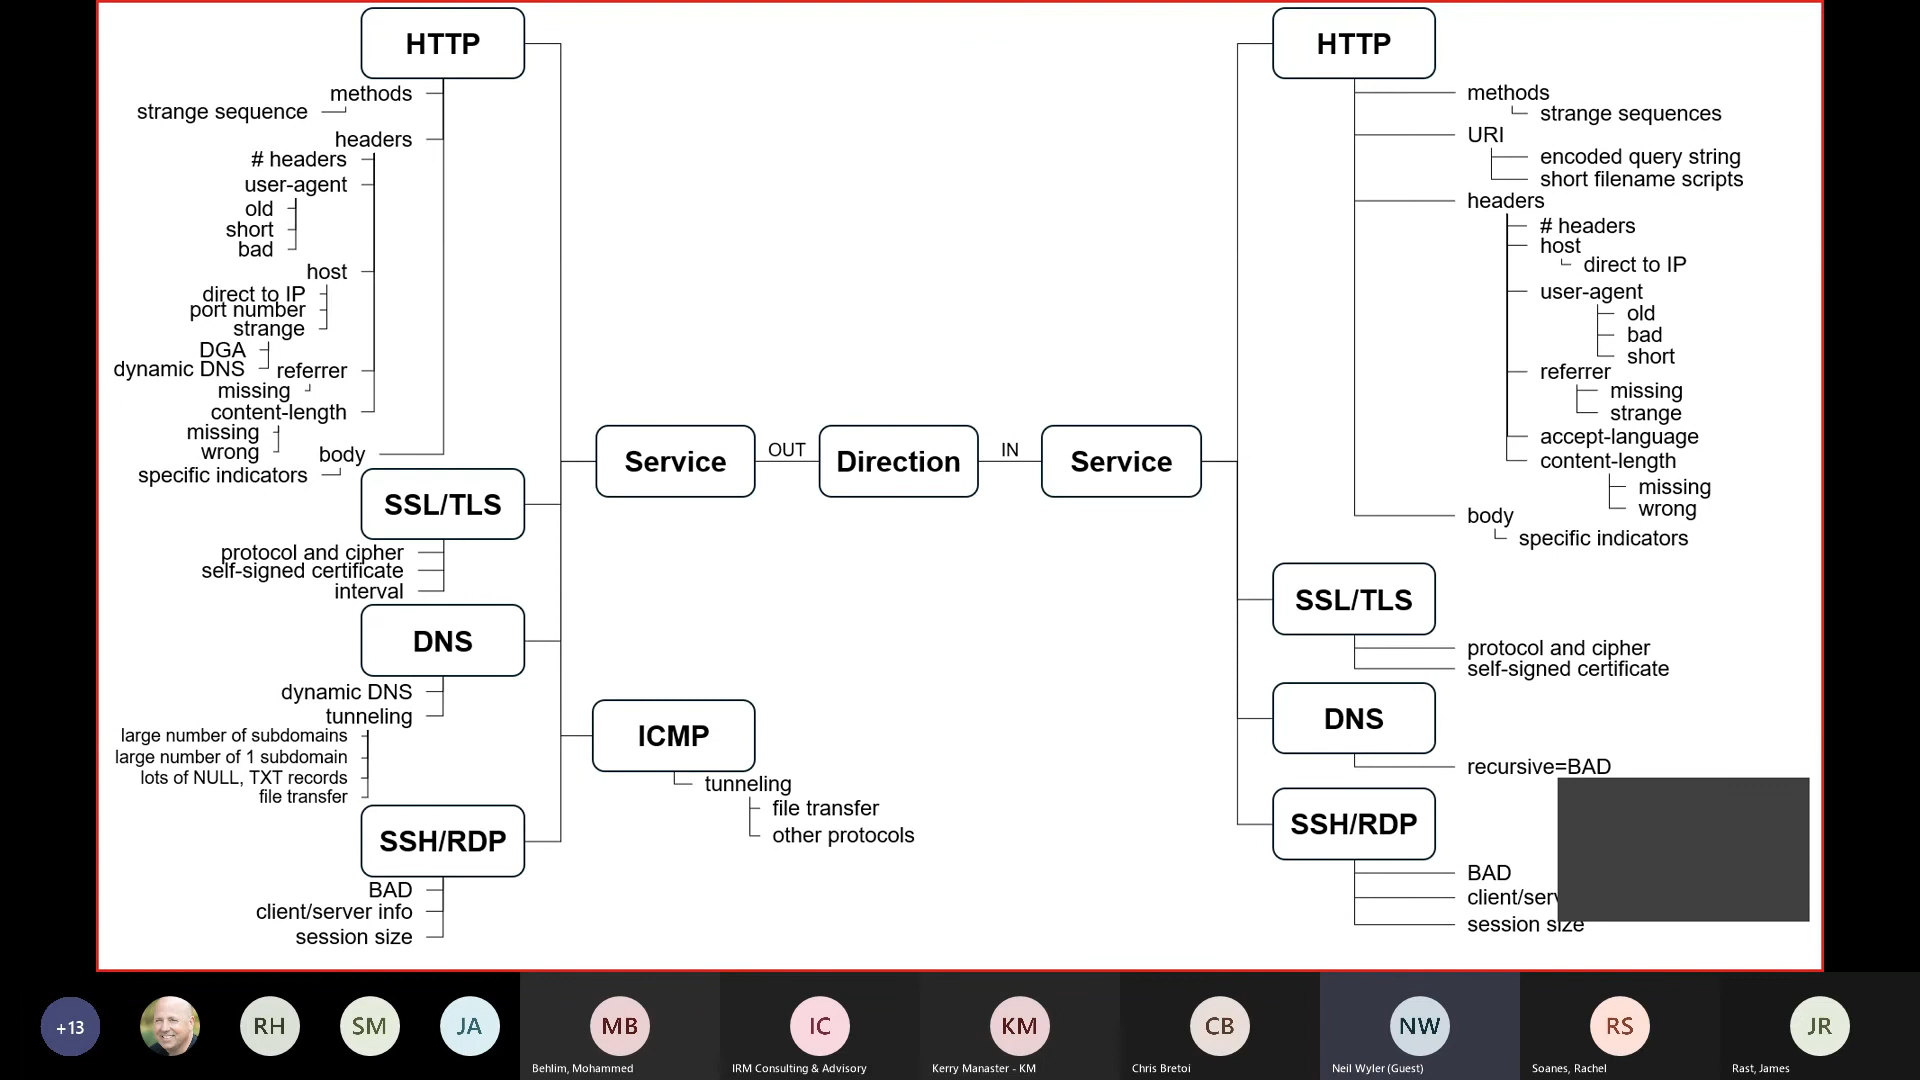 HTTP
methods
strange sequence
headers
# headers
user-agent
old
short
bad
host
direct to IP
port number
strange
DGA
dynamic DNS
referrer
missing
content-length
missing
wrong
body
specific indicators
SSL/TLS
protocol and cipher
self-signed certificate
interval
DNS
dynamic DNS
tunneling
large number of subdomains
large number of 1 subdomain
lots of NULL, TXT records
file transfer
SSH/RDP
BAD
client/server info
session size
Service
OUT
Direction
IN
Service
ICMP
tunneling
file transfer
other protocols
HTTP
methods
strange sequences
URI
encoded query string
short filename scripts
headers
# headers
host
direct to IP
user-agent
old
bad
short
referrer
missing
strange
accept-language
content-length
missing
wrong
body
specific indicators
SSL/TLS
protocol and cipher
self-signed certificate
DNS
recursive=BAD
SSH/RDP
BAD
session size
+13
RH
SM
JA
MB
IC
KM
CB
NW
RS
JR
Behlim, Mohammed
IRM Consulting & Advisory
Kerry Manaster - KM
Chris Bretoi
Neil Wyler (Guest)
Soanes, Rachel
Rast, James